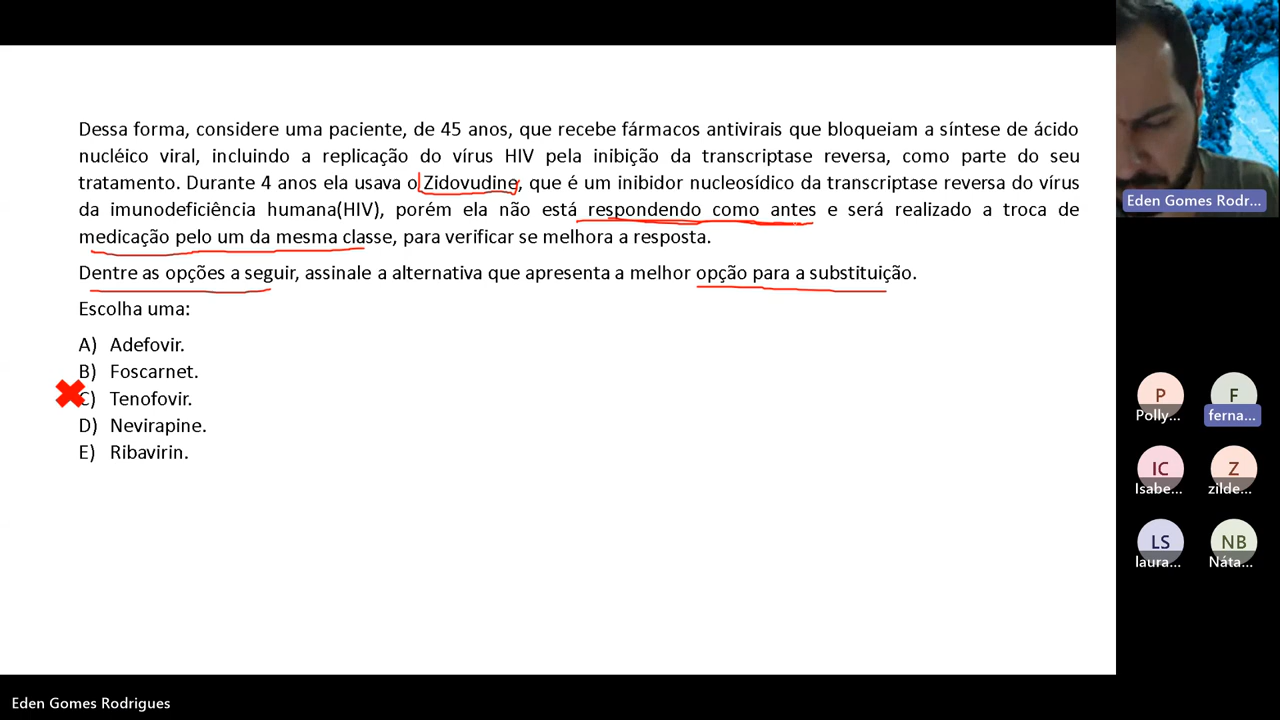 Dessa forma, considere uma paciente, de 45 anos, que recebe fármacos antivirais que bloqueiam a síntese de ácido
nucléico viral, incluindo a replicação do vírus HIV pela inibição da transcriptase reversa, como parte do seu
tratamento. Durante 4 anos ela usava o Zidovudine, que é um inibidor nucleosídico da transcriptase reversa do vírus
da imunodeficiência humana(HIV), porém ela não está respondendo como antes e será realizado a troca de
medicação pelo um da mesma classe, para verificar se melhora a resposta.
Dentre as opções a seguir, assinale a alternativa que apresenta a melhor opção para a substituição.
Escolha uma:
A) Adefovir.
B) Foscarnet.
C) Tenofovir.
D) Nevirapine.
E) Ribavirin.
Eden Gomes Rodr...
P
Polly...
F
ferna...
IC
Isabe...
Z
zilde...
LS
laura...
NB
Náta...
Eden Gomes Rodrigues